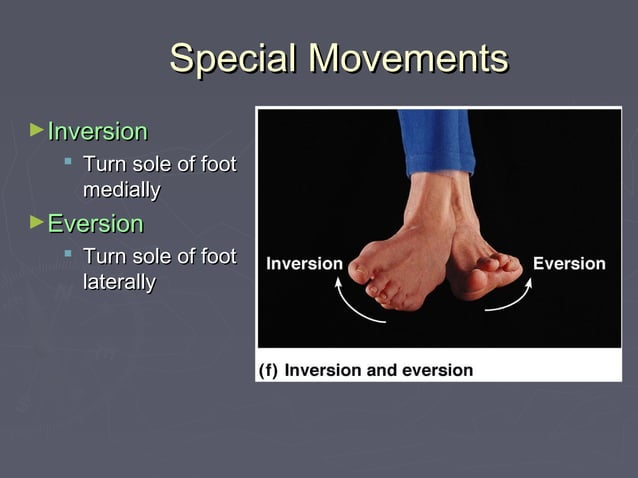 Special Movements
►Inversion
▪ Turn sole of foot
medially
►Eversion
▪ Turn sole of foot
laterally
Inversion
Eversion
(f) Inversion and eversion